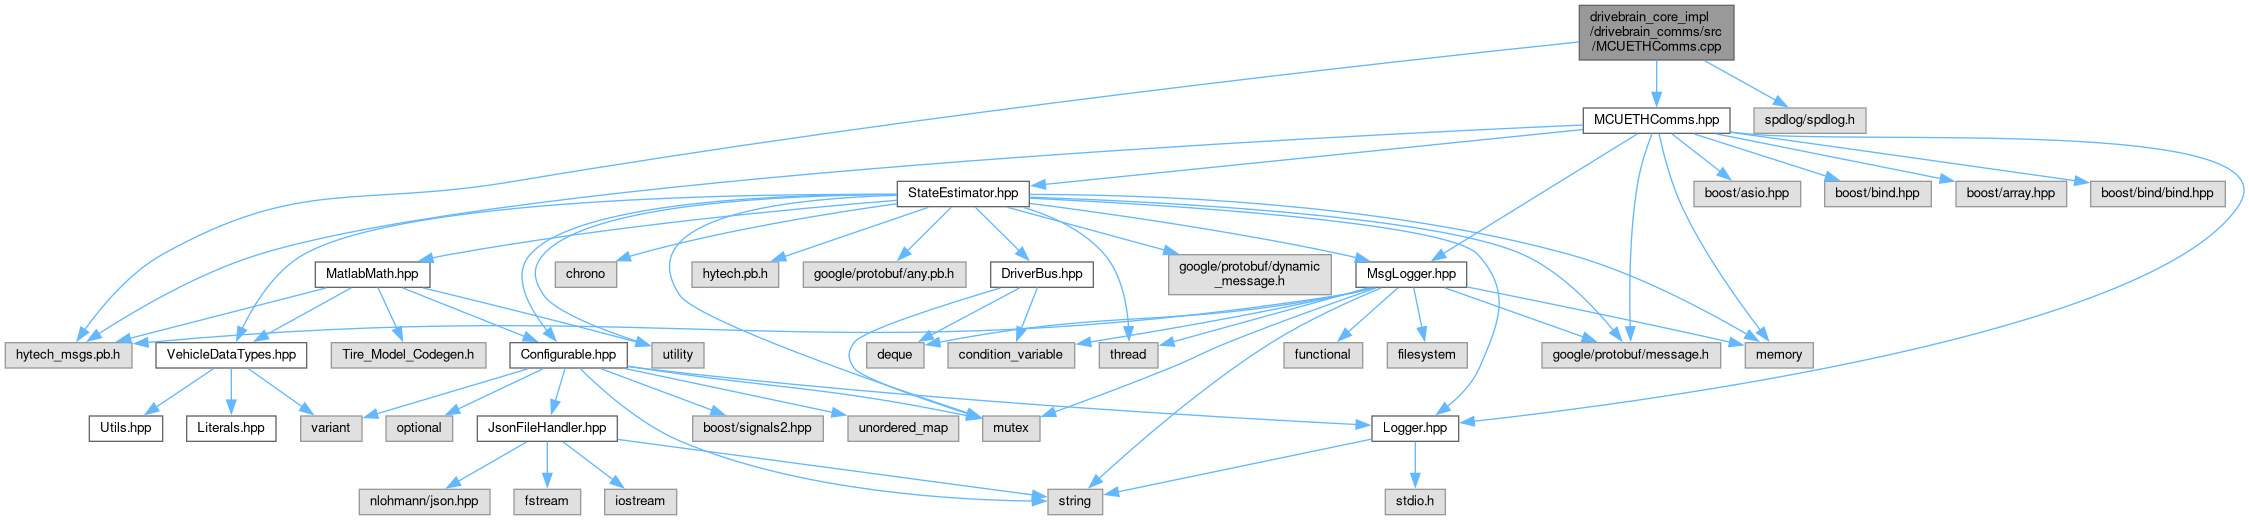 drivebrain_core_impl
/drivebrain_comms/src
/MCUETHComms.cpp
MCUETHComms.hpp
spdlog/spdlog.h
StateEstimator.hpp
boost/asio.hpp
boost/bind.hpp
boost/array.hpp
boost/bind/bind.hpp
MatlabMath.hpp
chrono
hytech.pb.h
google/protobuf/any.pb.h
DriverBus.hpp
google/protobuf/dynamic
_message.h
MsgLogger.hpp
hytech_msgs.pb.h
VehicleDataTypes.hpp
Tire_Model_Codegen.h
Configurable.hpp
utility
deque
condition_variable
thread
functional
filesystem
google/protobuf/message.h
memory
Utils.hpp
Literals.hpp
variant
optional
JsonFileHandler.hpp
boost/signals2.hpp
unordered_map
mutex
Logger.hpp
nlohmann/json.hpp
fstream
iostream
string
stdio.h